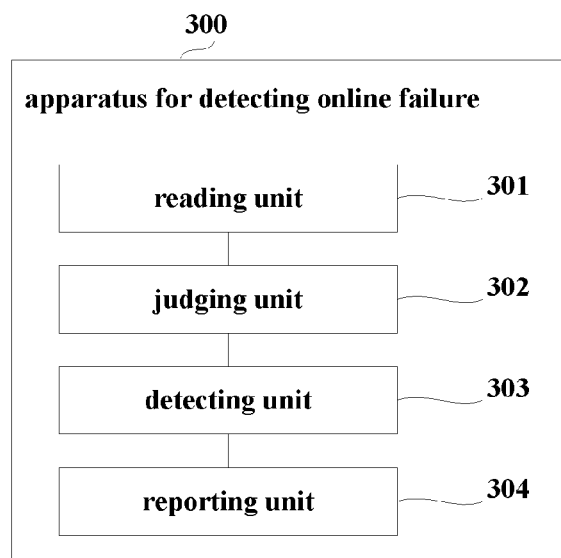 300
apparatus for detecting online failure
reading unit
301
judging unit
302
detecting unit
303
reporting unit
304